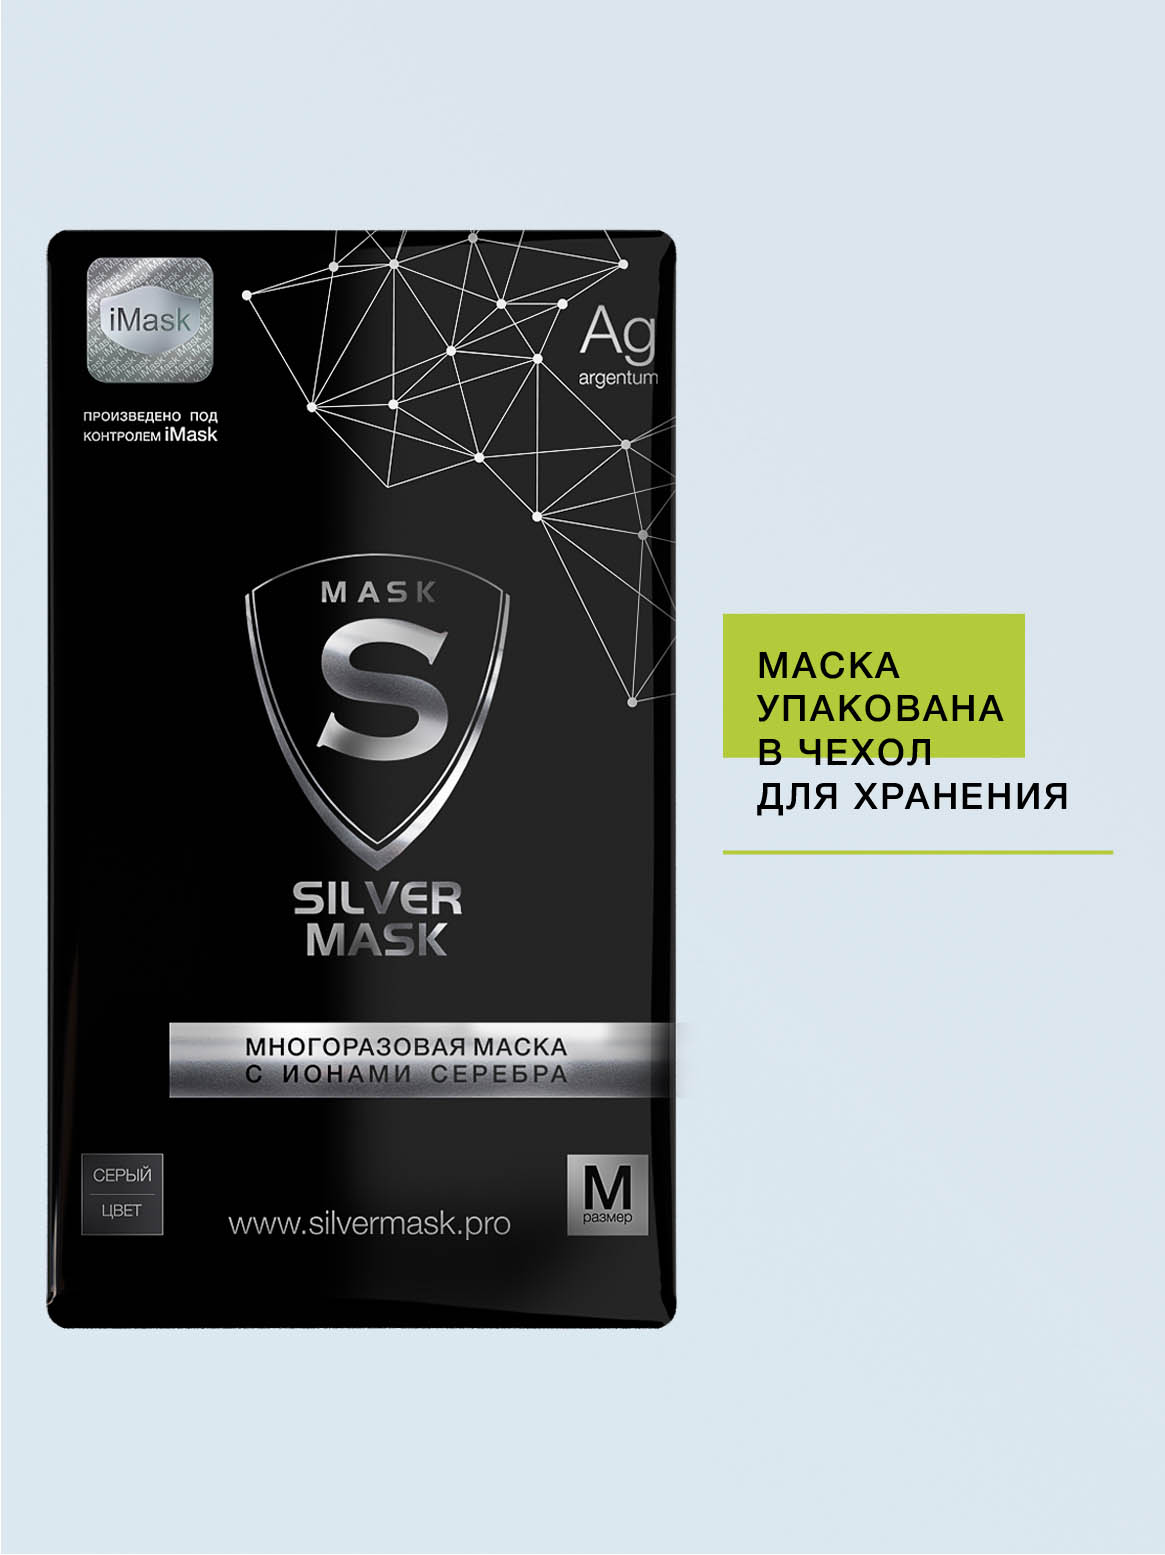 iMask
ПРОИЗВЕДЕНО ПОД
КОНТРОЛЕМ iMask
Ag
argentum
MASK
S
SILVER
MASK
МНОГОРАЗОВАЯ МАСКА
С ИОНАМИ СЕРЕБРА
СЕРЫЙ
ЦВЕТ
www.silvermask.pro
M
размер
МАСКА
УПАКОВАНА
В ЧЕХОЛ
ДЛЯ ХРАНЕНИЯ